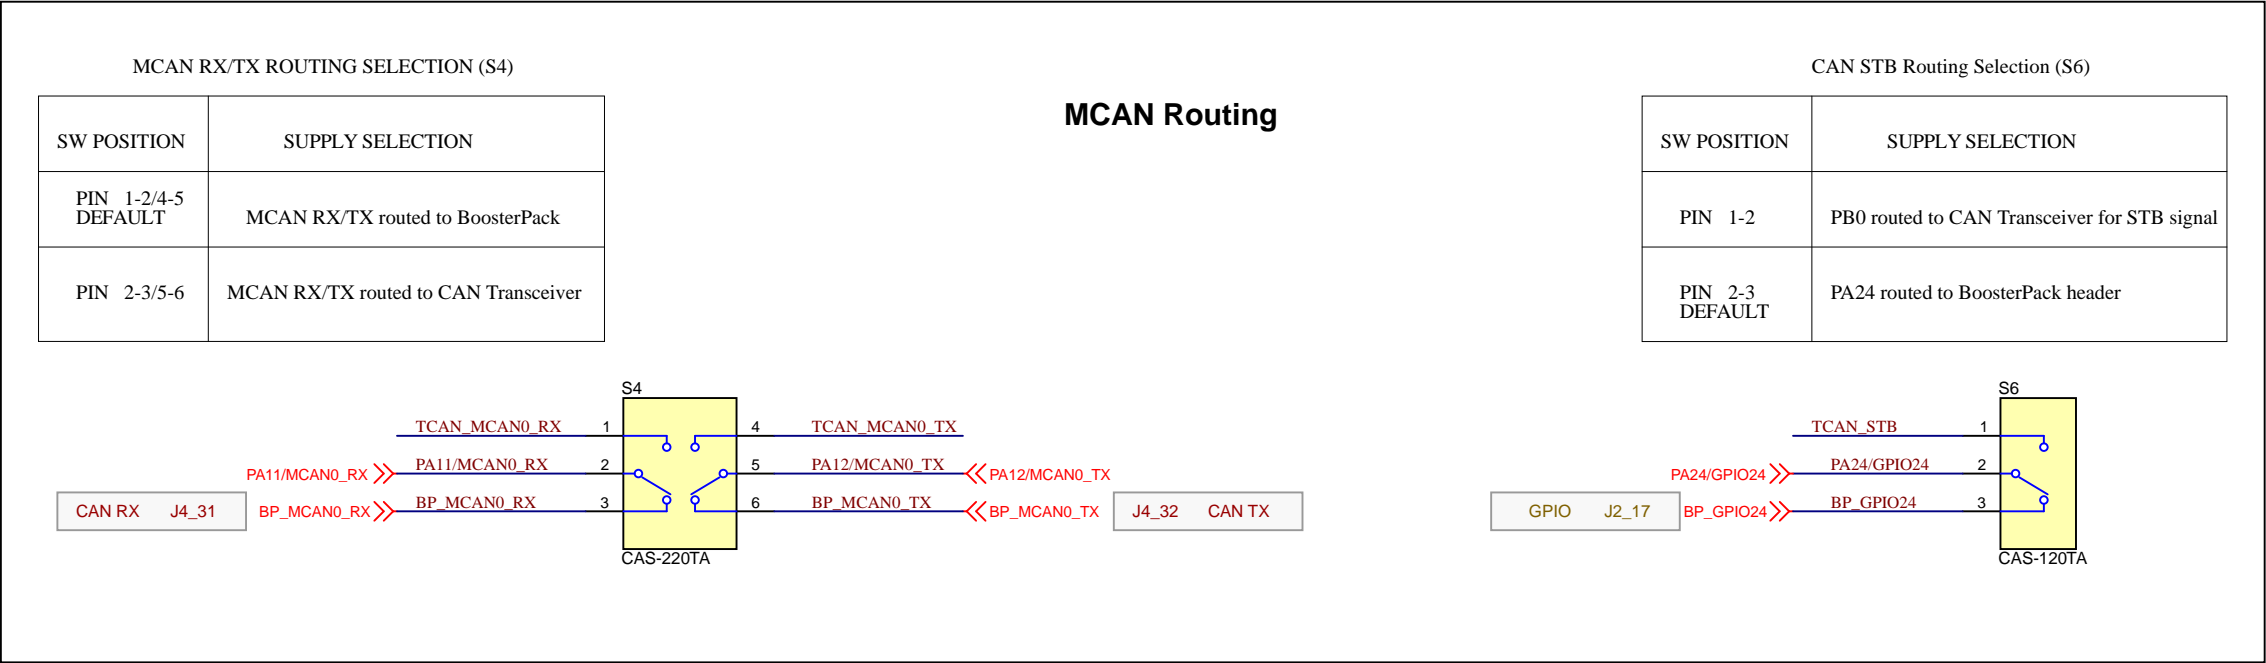 MCAN Routing
MCAN RX/TX ROUTING SELECTION (S4)
SW POSITION SUPPLY SELECTION
PIN 1-2/4-5
DEFAULT
MCAN RX/TX routed to BoosterPack
PIN 2-3/5-6 MCAN RX/TX routed to CAN Transceiver
CAN STB Routing Selection (S6)
SW POSITION SUPPLY SELECTION
PIN 1-2 PB0 routed to CAN Transceiver for STB signal
PIN 2-3
DEFAULT
PA24 routed to BoosterPack header
S4
TCAN_MCAN0_RX 1 4 TCAN_MCAN0_TX
PA11/MCAN0_RX PA11/MCAN0_RX 2 5 PA12/MCAN0_TX PA12/MCAN0_TX
CAN RX J4_31 BP_MCAN0_RX BP_MCAN0_RX 3 6 BP_MCAN0_TX BP_MCAN0_TX J4_32 CAN TX
CAS-220TA
S6
TCAN_STB 1
PA24/GPIO24 PA24/GPIO24 2
GPIO J2_17 BP_GPIO24 BP_GPIO24 3
CAS-120TA